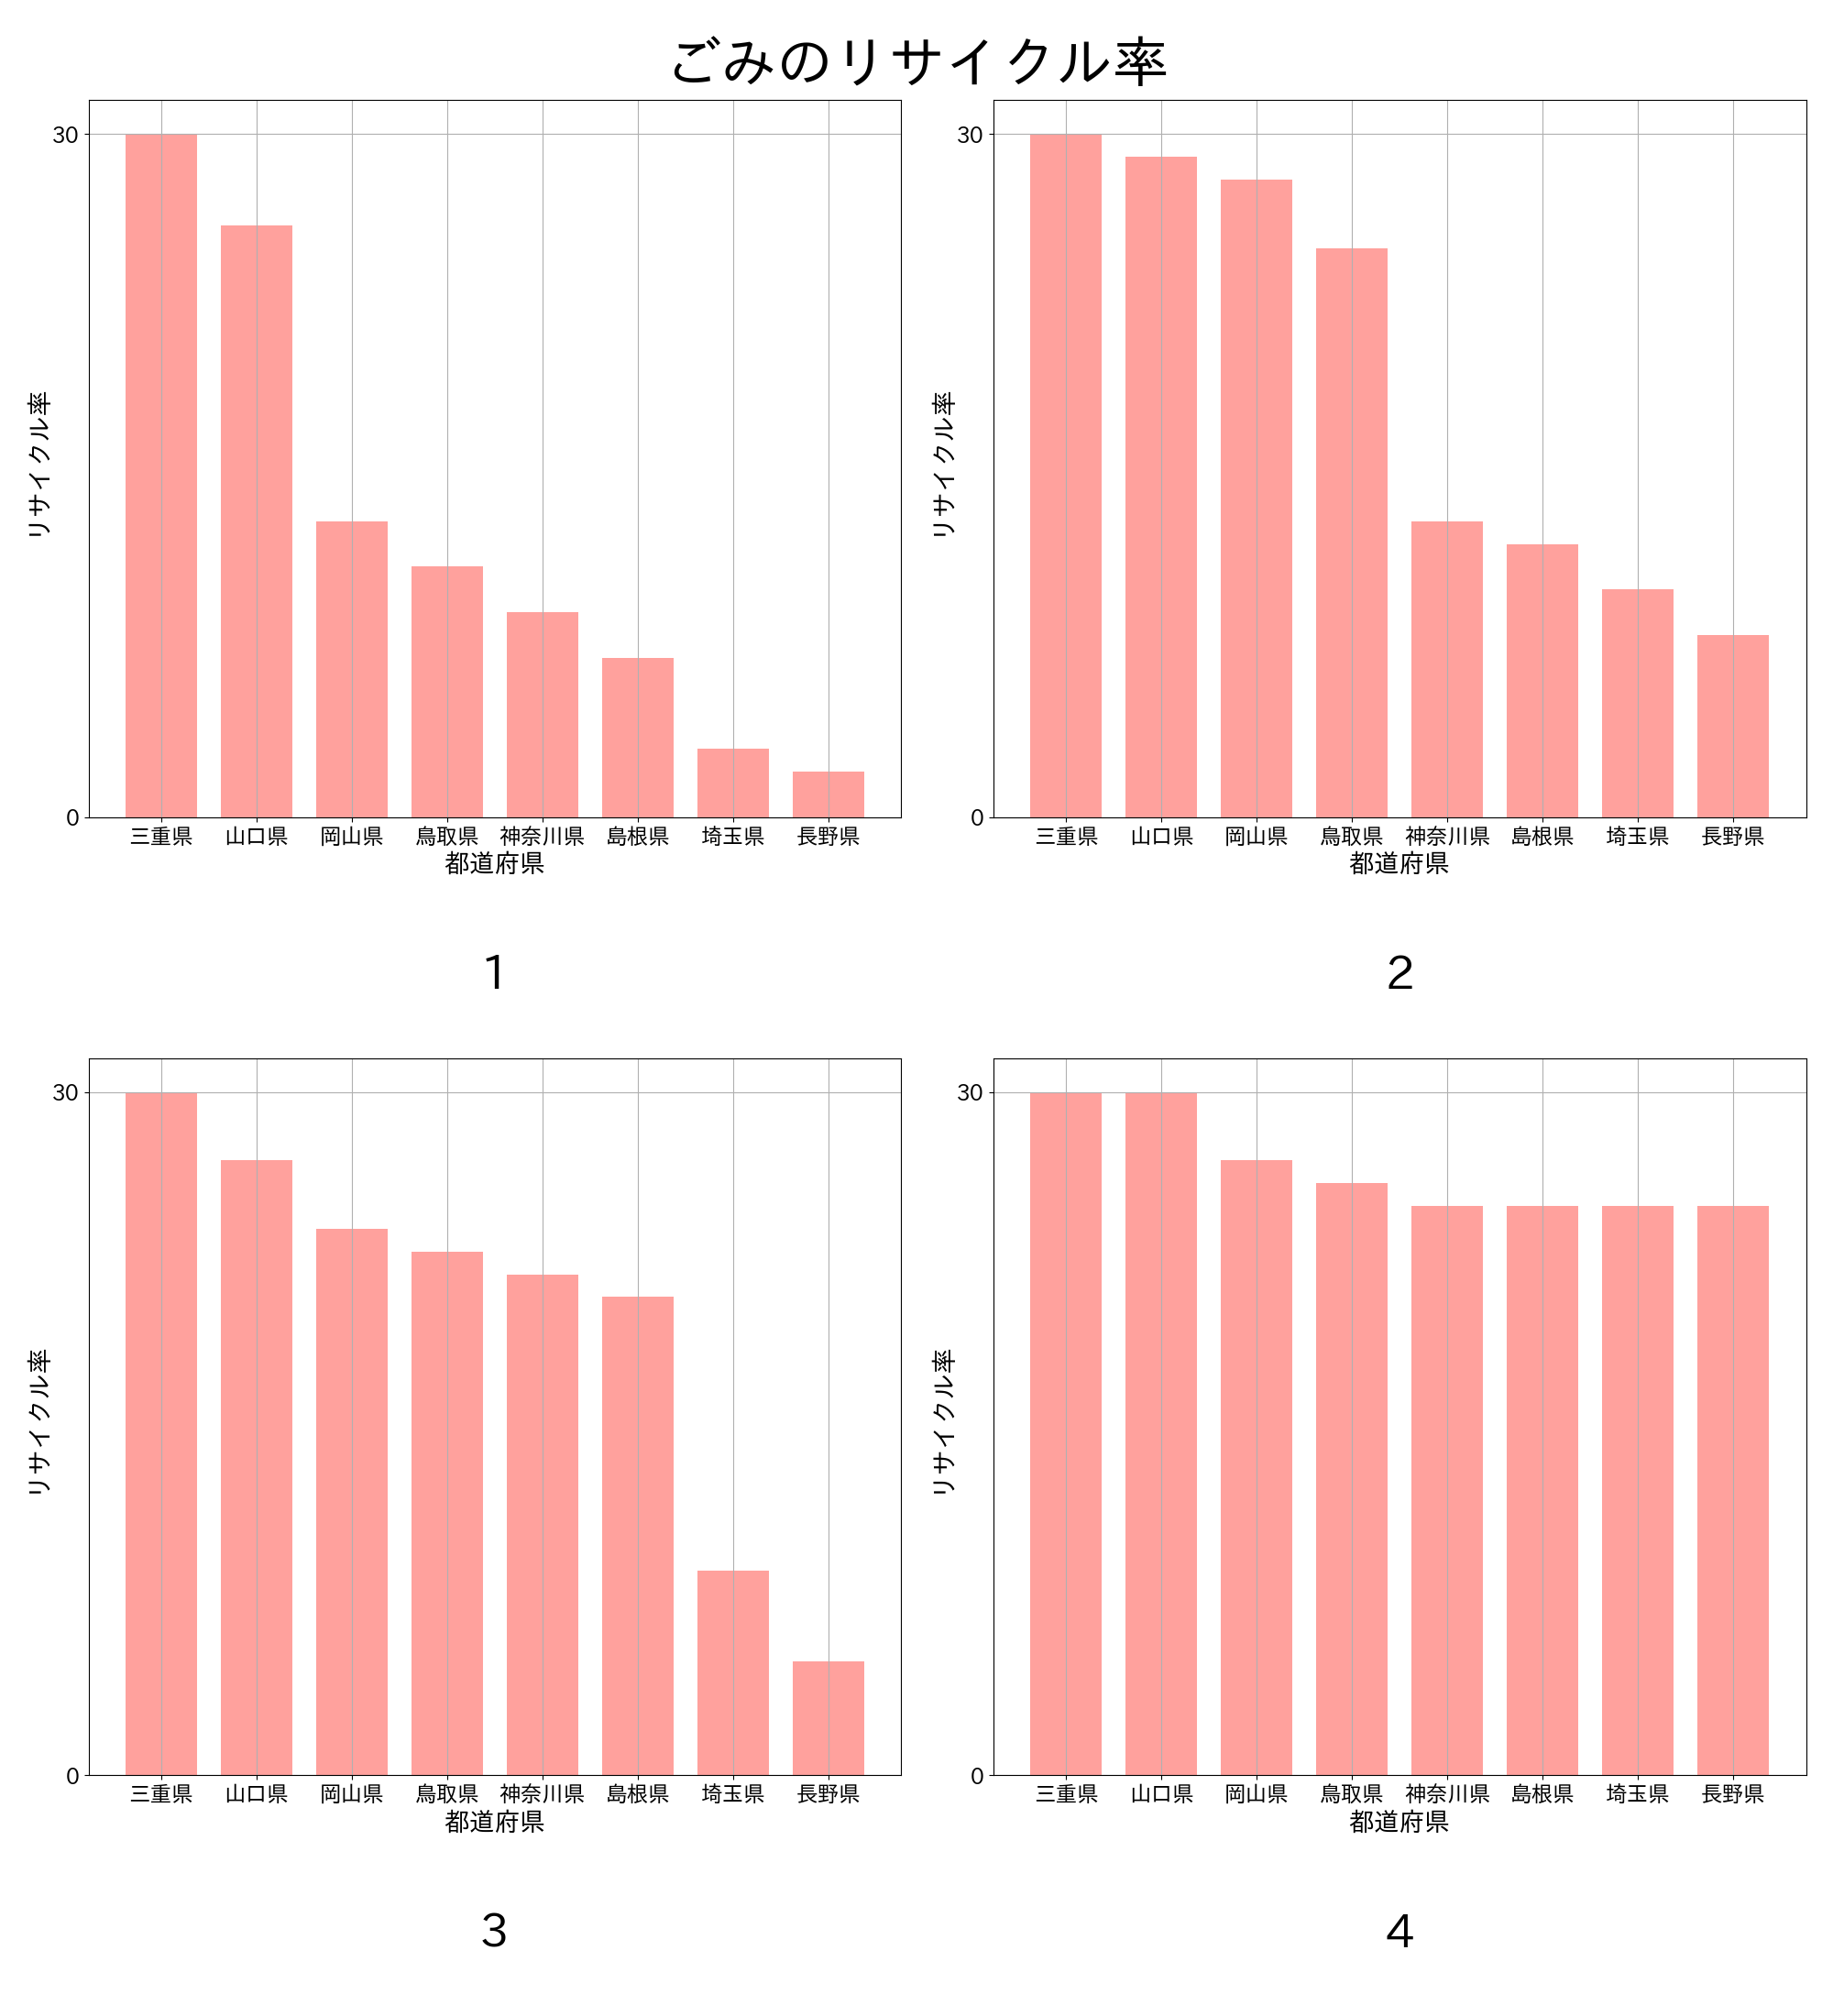 ごみのリサイクル率
30
リサイクル率
0
三重県 山口県 岡山県 鳥取県 神奈川県 島根県 埼玉県 長野県
都道府県
1
30
リサイクル率
0
三重県 山口県 岡山県 鳥取県 神奈川県 島根県 埼玉県 長野県
都道府県
2
30
リサイクル率
0
三重県 山口県 岡山県 鳥取県 神奈川県 島根県 埼玉県 長野県
都道府県
3
30
リサイクル率
0
三重県 山口県 岡山県 鳥取県 神奈川県 島根県 埼玉県 長野県
都道府県
4